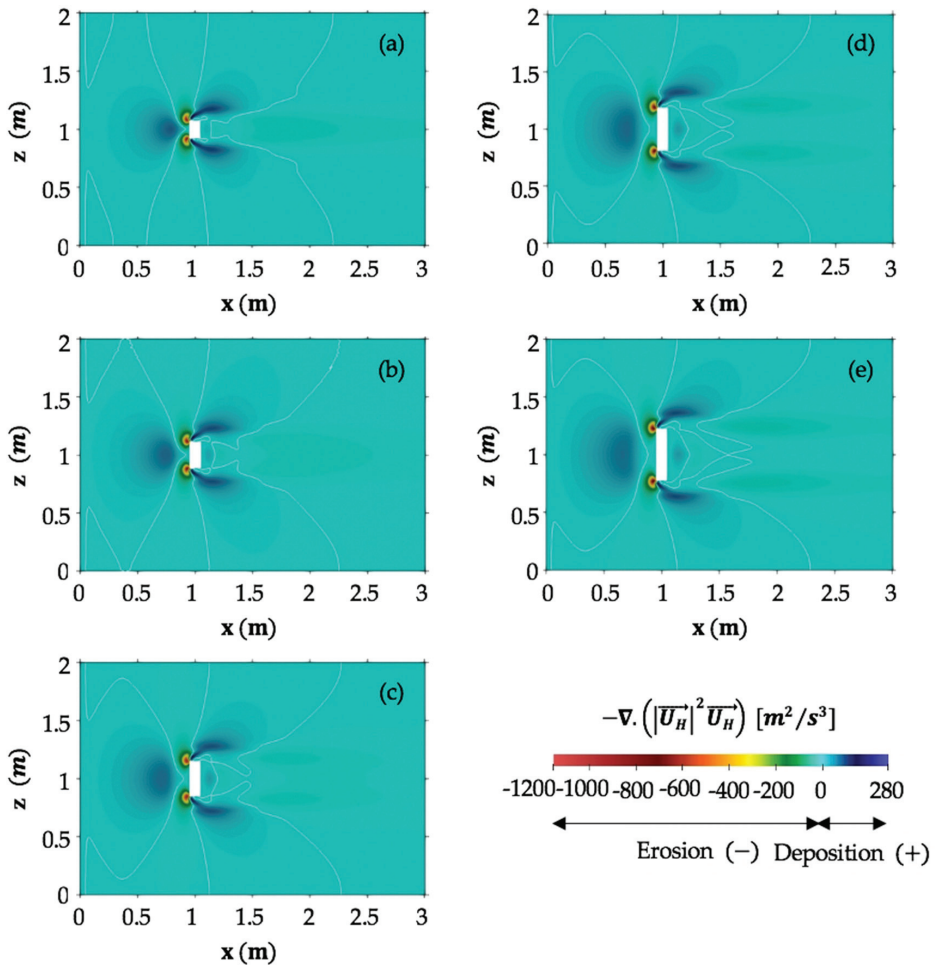 (a)
2
1.5
1
0.5
0
z (m)
0 0.5 1 1.5 2 2.5 3
x (m)
(b)
2
1.5
1
0.5
0
z (m)
0 0.5 1 1.5 2 2.5 3
x (m)
(c)
2
1.5
1
0.5
0
z (m)
0 0.5 1 1.5 2 2.5 3
x (m)
(d)
2
1.5
1
0.5
0
z (m)
0 0.5 1 1.5 2 2.5 3
x (m)
(e)
2
1.5
1
0.5
0
z (m)
0 0.5 1 1.5 2 2.5 3
x (m)
−∇.(|U_H|² U_H) [m²/s³]
-1200 -1000 -800 -600 -400 -200 0 280
Erosion (−) Deposition (+)